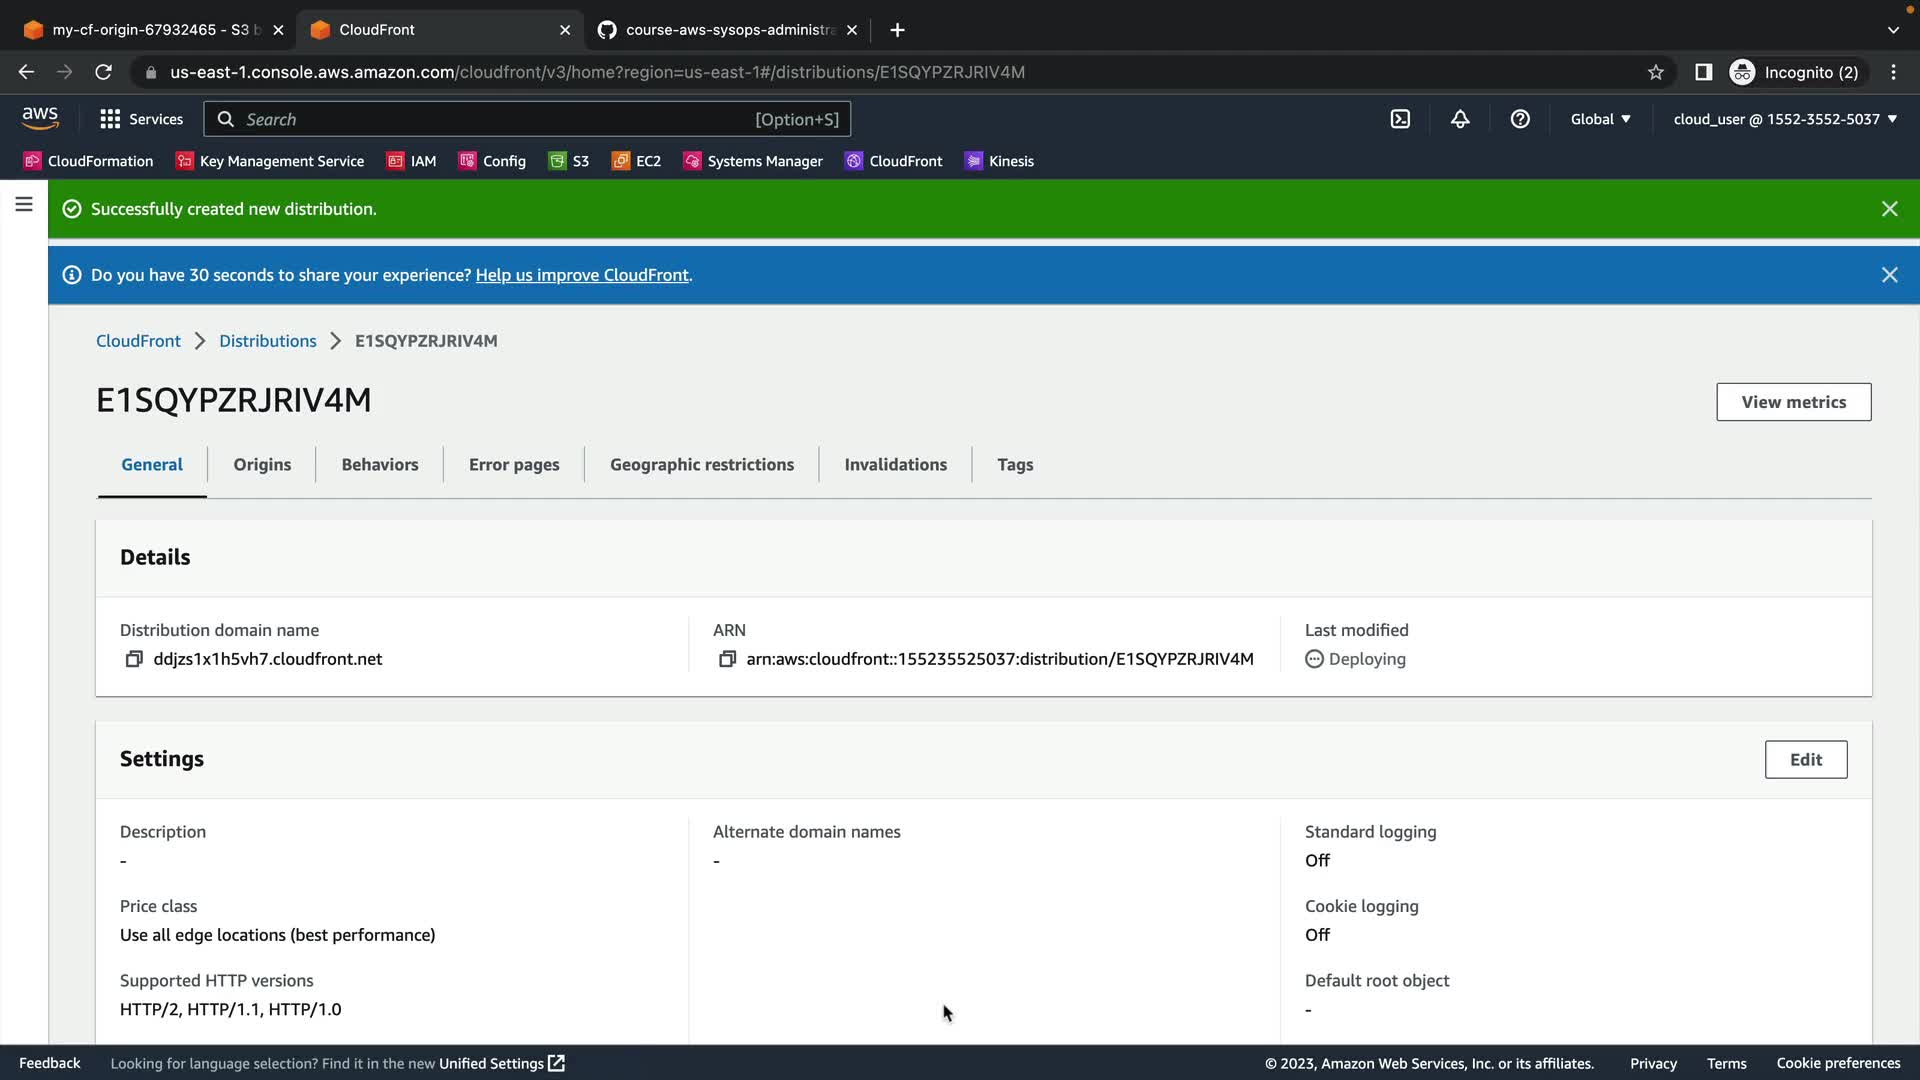 my-cf-origin-67932465 - S3 b
CloudFront
course-aws-sysops-administra
us-east-1.console.aws.amazon.com/cloudfront/v3/home?region=us-east-1#/distributions/E1SQYPZRJRIV4M
Incognito (2)
aws
Services
Search
[Option+S]
Global
cloud_user @ 1552-3552-5037
CloudFormation
Key Management Service
IAM
Config
S3
EC2
Systems Manager
CloudFront
Kinesis
Successfully created new distribution.
Do you have 30 seconds to share your experience? Help us improve CloudFront.
CloudFront
Distributions
E1SQYPZRJRIV4M
E1SQYPZRJRIV4M
View metrics
General
Origins
Behaviors
Error pages
Geographic restrictions
Invalidations
Tags
Details
Distribution domain name
ddjzs1x1h5vh7.cloudfront.net
ARN
arn:aws:cloudfront::155235525037:distribution/E1SQYPZRJRIV4M
Last modified
Deploying
Settings
Edit
Description
-
Price class
Use all edge locations (best performance)
Supported HTTP versions
HTTP/2, HTTP/1.1, HTTP/1.0
Alternate domain names
-
Standard logging
Off
Cookie logging
Off
Default root object
-
Feedback
Looking for language selection? Find it in the new Unified Settings
© 2023, Amazon Web Services, Inc. or its affiliates.
Privacy
Terms
Cookie preferences